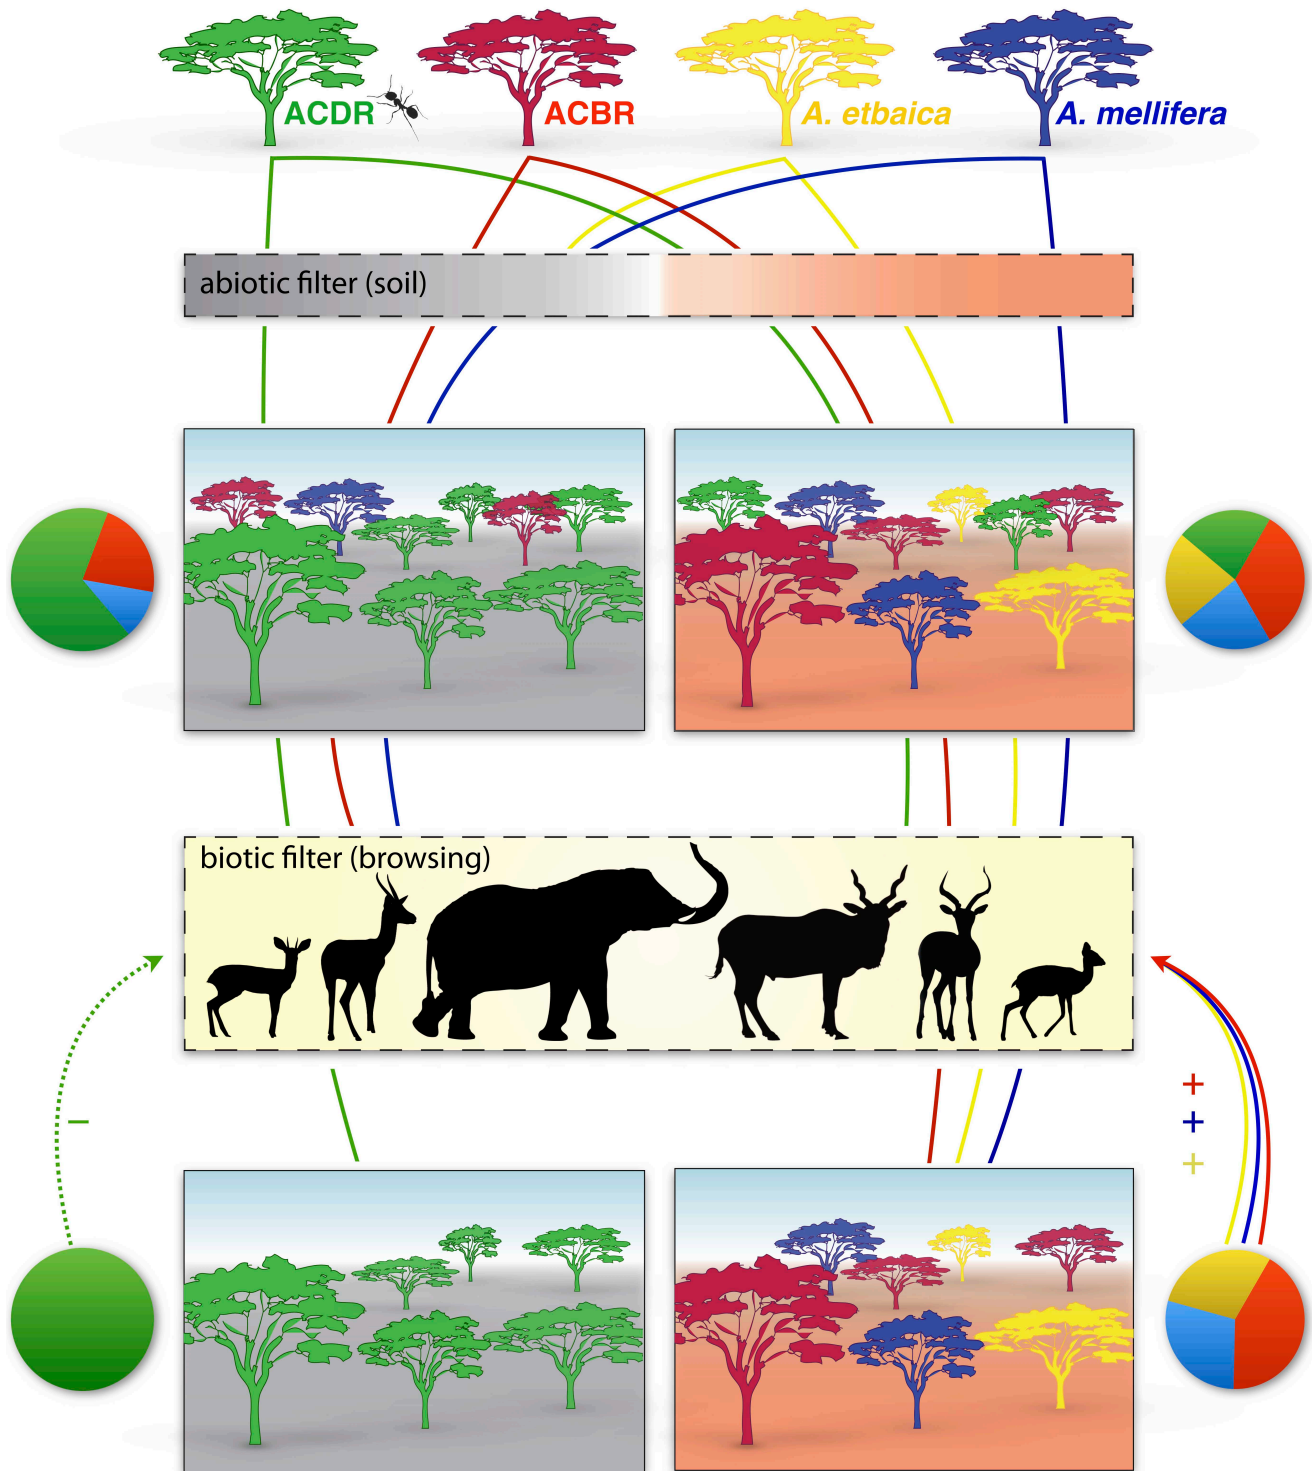 ACDR
ACBR
A. etbaica
A. mellifera
abiotic filter (soil)
biotic filter (browsing)
−
+
+
+